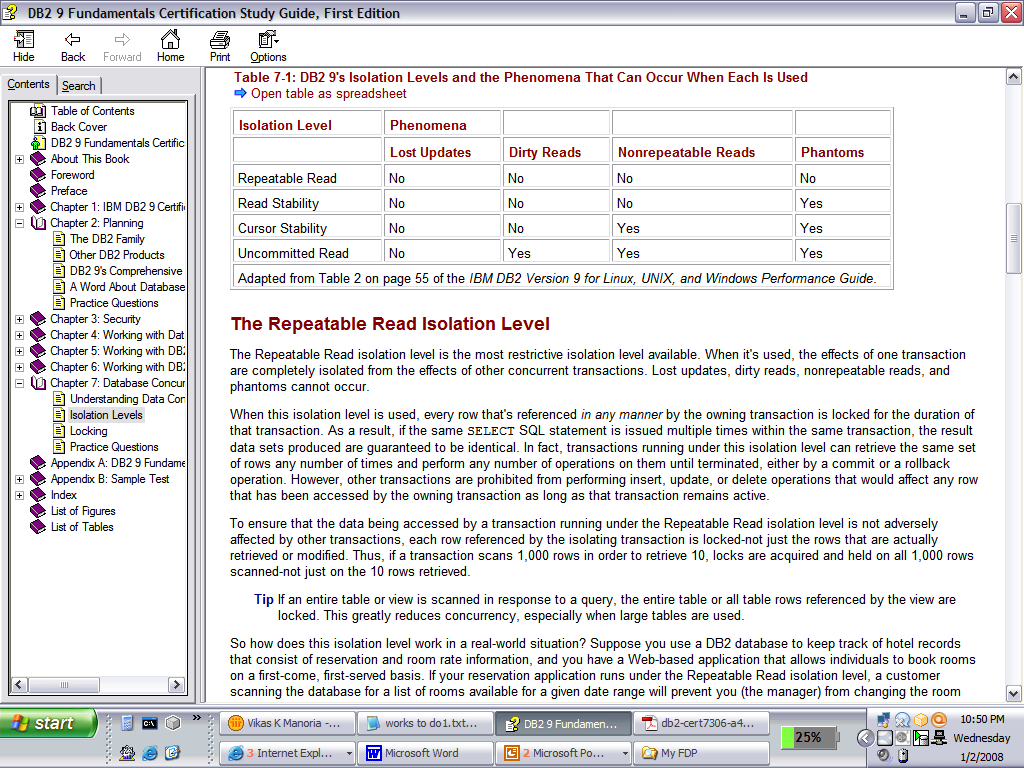 DB2 9 Fundamentals Certification Study Guide, First Edition
Hide Back Forward Home Print Options
Contents Search
Table of Contents
Back Cover
DB2 9 Fundamentals Certific
About This Book
Foreword
Preface
Chapter 1: IBM DB2 9 Certifi
Chapter 2: Planning
The DB2 Family
Other DB2 Products
DB2 9's Comprehensive
A Word About Database
Practice Questions
Chapter 3: Security
Chapter 4: Working with Dat
Chapter 5: Working with DB2
Chapter 6: Working with DB2
Chapter 7: Database Concur
Understanding Data Con
Isolation Levels
Locking
Practice Questions
Appendix A: DB2 9 Fundame
Appendix B: Sample Test
Index
List of Figures
List of Tables
Table 7-1: DB2 9's Isolation Levels and the Phenomena That Can Occur When Each Is Used
Open table as spreadsheet
Isolation Level Phenomena
Lost Updates Dirty Reads Nonrepeatable Reads Phantoms
Repeatable Read No No No No
Read Stability No No No Yes
Cursor Stability No No Yes Yes
Uncommitted Read No Yes Yes Yes
Adapted from Table 2 on page 55 of the IBM DB2 Version 9 for Linux, UNIX, and Windows Performance Guide.
The Repeatable Read Isolation Level
The Repeatable Read isolation level is the most restrictive isolation level available. When it's used, the effects of one transaction
are completely isolated from the effects of other concurrent transactions. Lost updates, dirty reads, nonrepeatable reads, and
phantoms cannot occur.
When this isolation level is used, every row that's referenced in any manner by the owning transaction is locked for the duration of
that transaction. As a result, if the same SELECT SQL statement is issued multiple times within the same transaction, the result
data sets produced are guaranteed to be identical. In fact, transactions running under this isolation level can retrieve the same set
of rows any number of times and perform any number of operations on them until terminated, either by a commit or a rollback
operation. However, other transactions are prohibited from performing insert, update, or delete operations that would affect any row
that has been accessed by the owning transaction as long as that transaction remains active.
To ensure that the data being accessed by a transaction running under the Repeatable Read isolation level is not adversely
affected by other transactions, each row referenced by the isolating transaction is locked-not just the rows that are actually
retrieved or modified. Thus, if a transaction scans 1,000 rows in order to retrieve 10, locks are acquired and held on all 1,000 rows
scanned-not just on the 10 rows retrieved.
Tip If an entire table or view is scanned in response to a query, the entire table or all table rows referenced by the view are
locked. This greatly reduces concurrency, especially when large tables are used.
So how does this isolation level work in a real-world situation? Suppose you use a DB2 database to keep track of hotel records
that consist of reservation and room rate information, and you have a Web-based application that allows individuals to book rooms
on a first-come, first-served basis. If your reservation application runs under the Repeatable Read isolation level, a customer
scanning the database for a list of rooms available for a given date range will prevent you (the manager) from changing the room
start
Vikas K Manoria -... works to do1.txt... DB2 9 Fundamen... db2-cert7306-a4...
3 Internet Expl... Microsoft Word 2 Microsoft Po... My FDP
25%
10:50 PM
Wednesday
1/2/2008